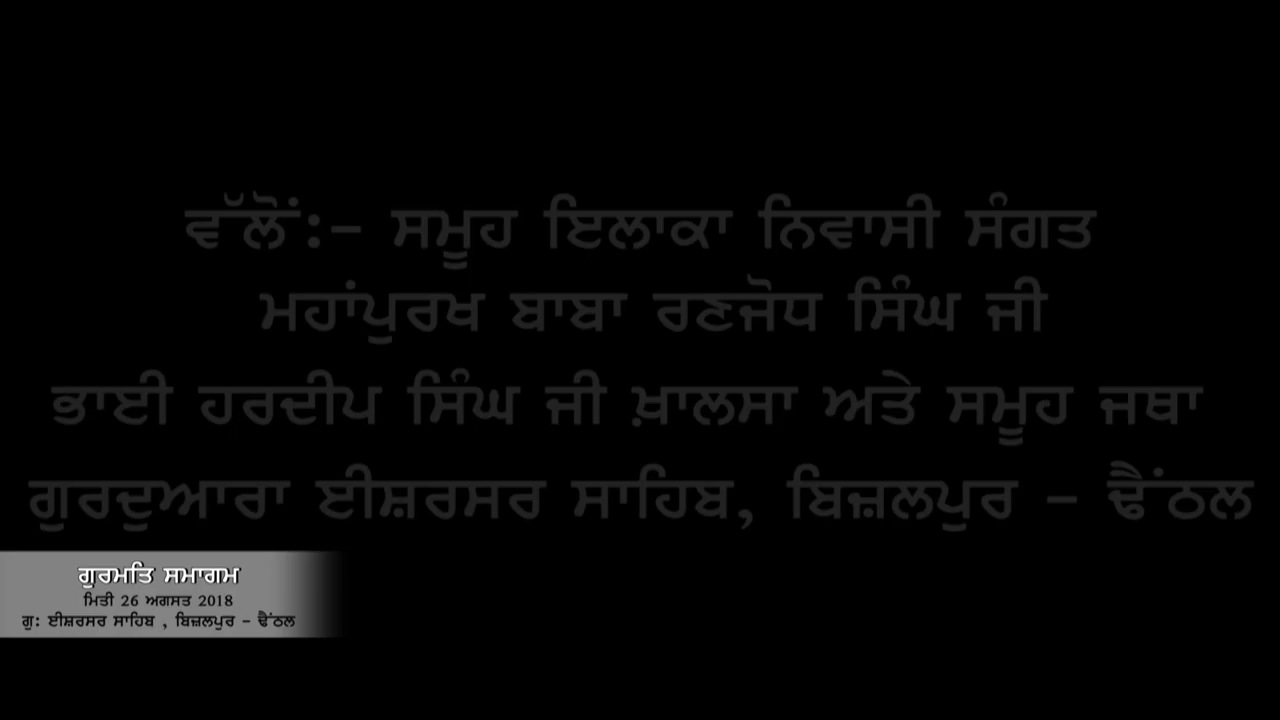 ਵੱਲੋਂ:- ਸਮੂਹ ਇਲਾਕਾ ਨਿਵਾਸੀ ਸੰਗਤ
ਮਹਾਂਪੁਰਖ ਬਾਬਾ ਰਣਜੋਧ ਸਿੰਘ ਜੀ
ਭਾਈ ਹਰਦੀਪ ਸਿੰਘ ਜੀ ਖ਼ਾਲਸਾ ਅਤੇ ਸਮੂਹ ਜਥਾ
ਗੁਰਦੁਆਰਾ ਈਸ਼ਰਸਰ ਸਾਹਿਬ, ਬਿਜ਼ਲਪੁਰ - ਢੈਂਠਲ
ਗੁਰਮਤਿ ਸਮਾਗਮ
ਮਿਤੀ 26 ਅਗਸਤ 2018
ਗੁ: ਈਸ਼ਰਸਰ ਸਾਹਿਬ , ਬਿਜ਼ਲਪੁਰ - ਢੈਂਠਲ